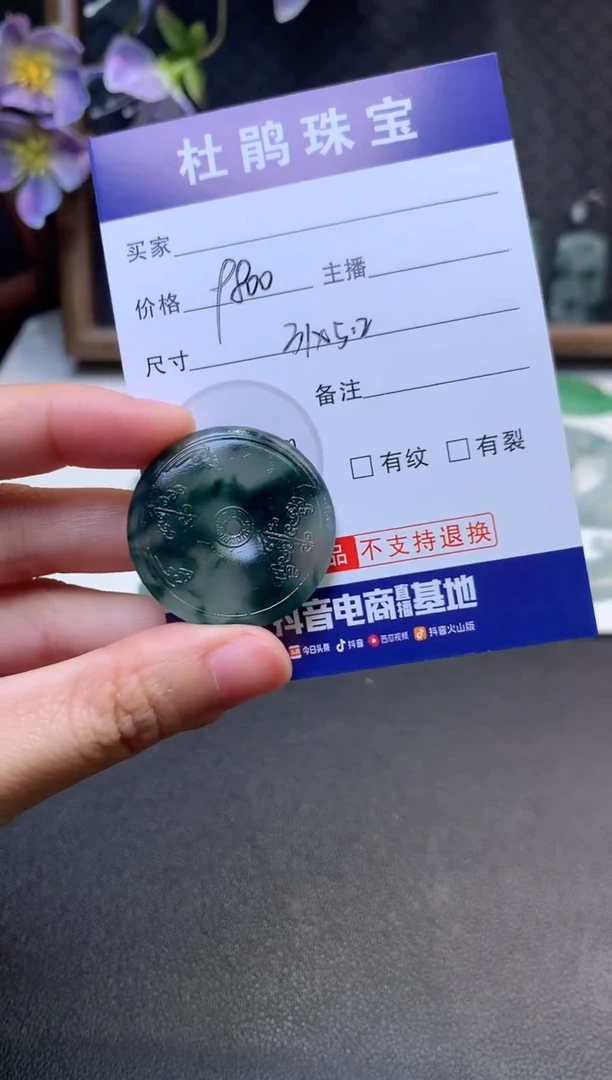 杜鹃珠宝
买家
价格 9800 主播
尺寸 31x5.2
备注
有纹 有裂
品 不支持退换
抖音电商直播基地
今日头条 抖音 西瓜视频 抖音火山版